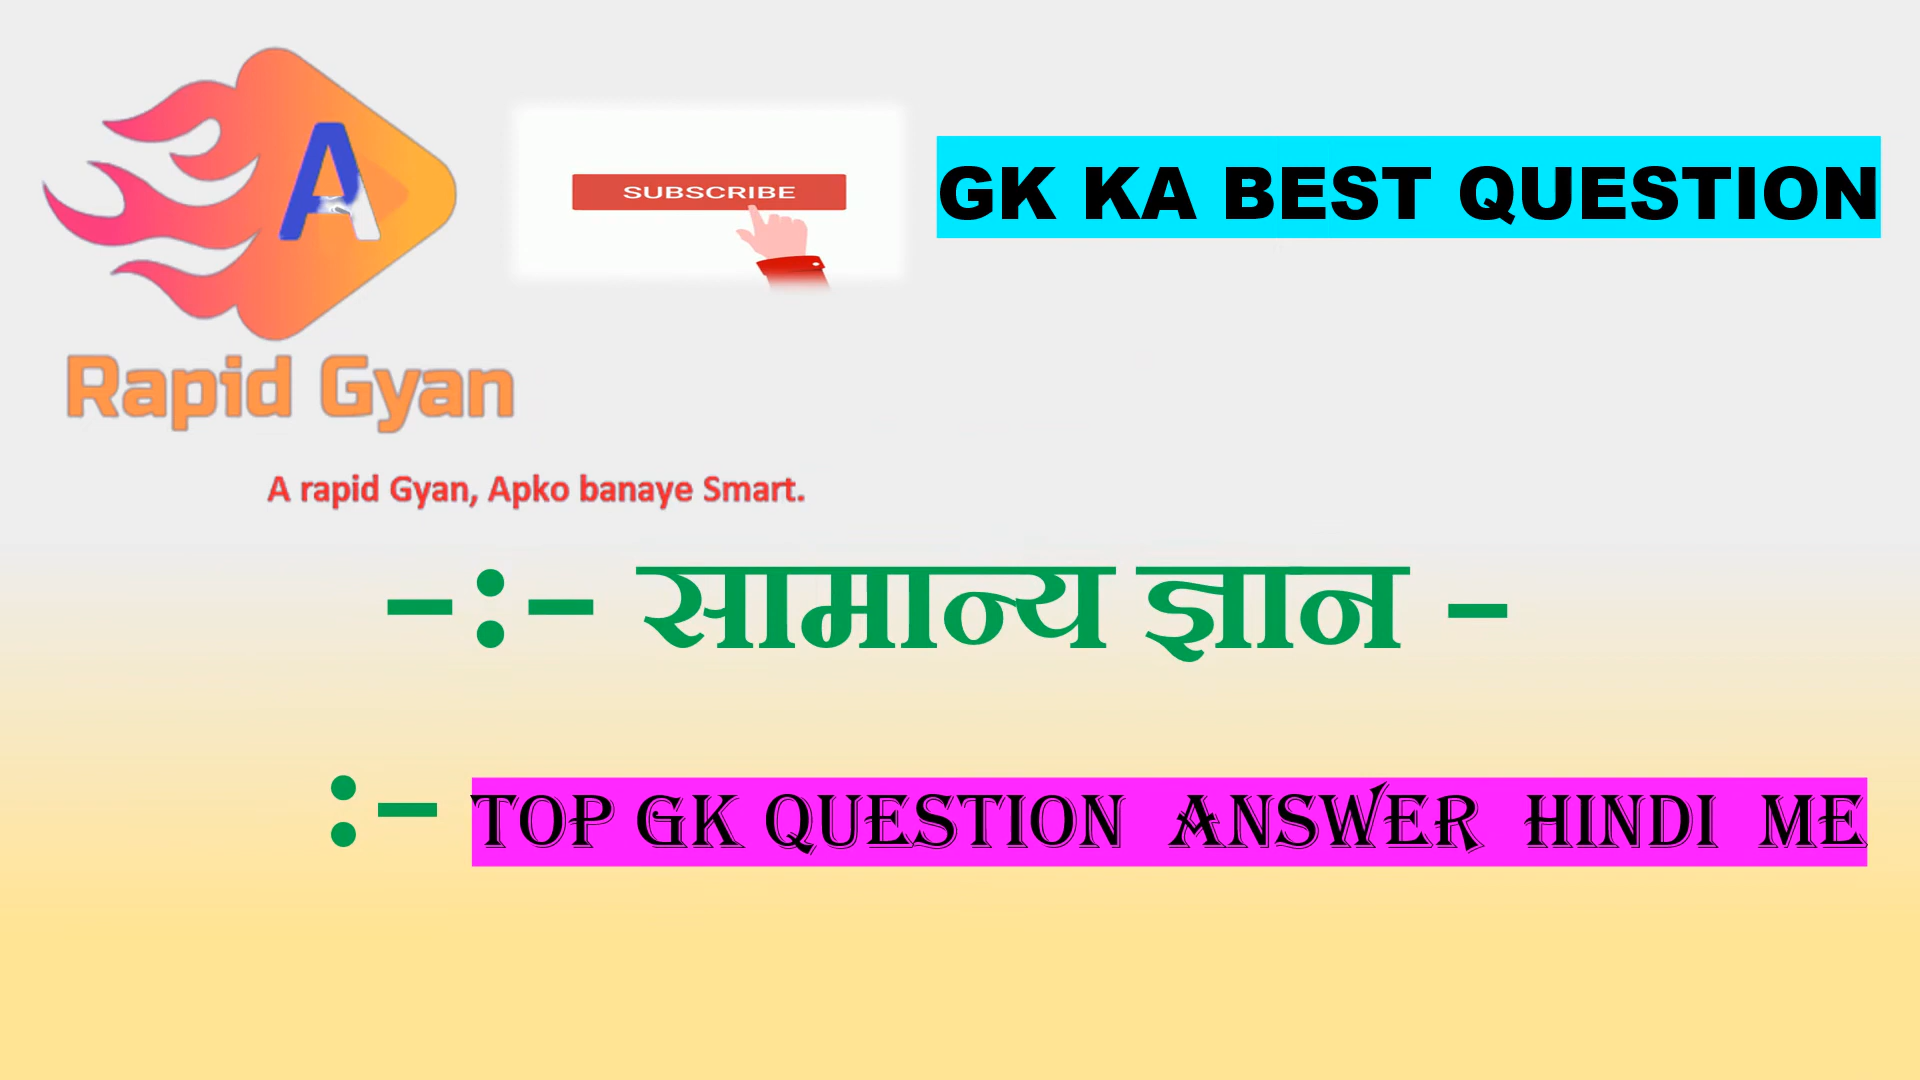 A
SUBSCRIBE
GK KA BEST QUESTION
Rapid Gyan
A rapid Gyan, Apko banaye Smart.
-:- सामान्य ज्ञान -
:- TOP GK QUESTION ANSWER HINDI ME